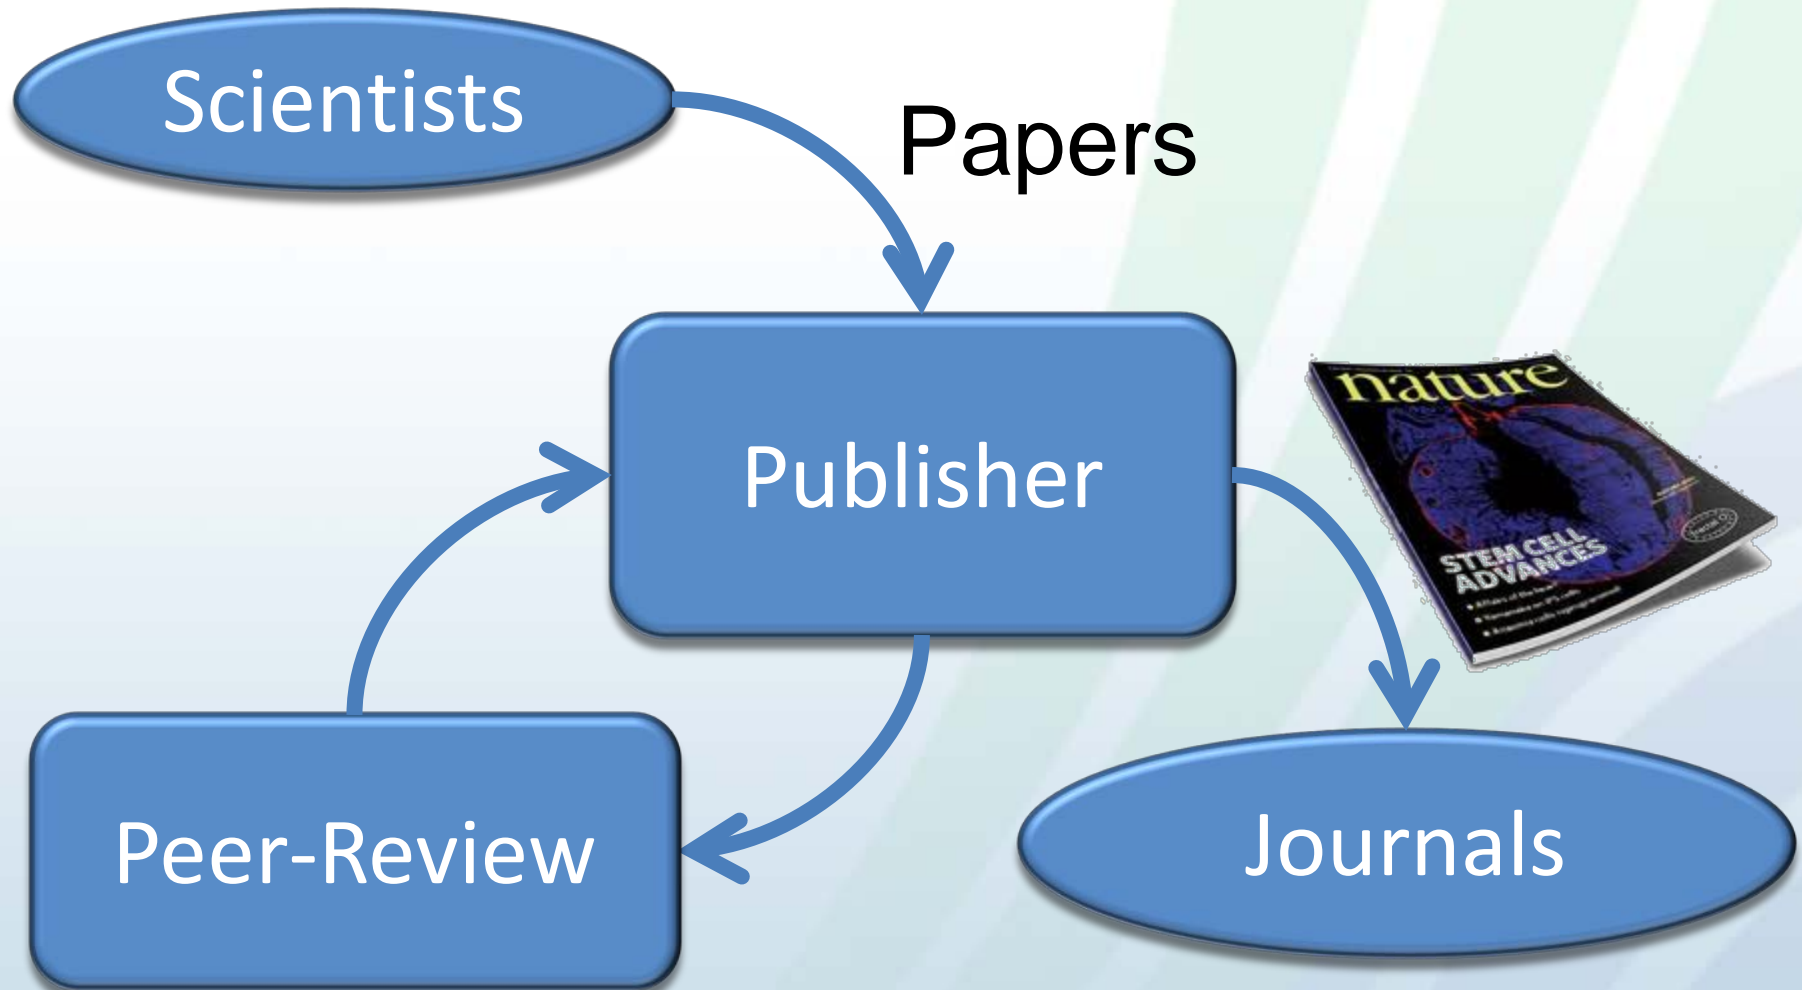 Scientists
Papers
Publisher
nature
STEM CELL
ADVANCES
Peer-Review
Journals